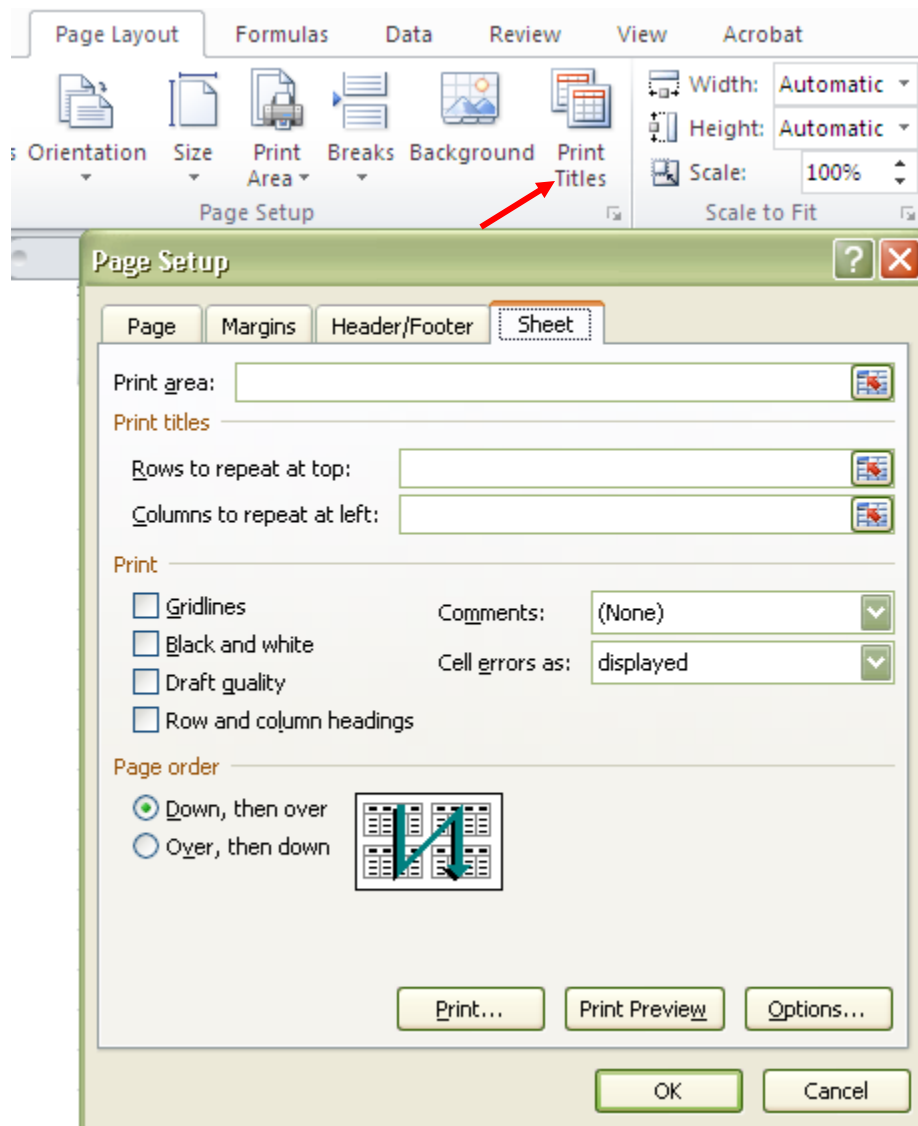 Page Layout Formulas Data Review View Acrobat
Width: Automatic
Height: Automatic
s Orientation Size Print Area Breaks Background Print Titles
Scale: 100%
Page Setup Scale to Fit
Page Setup
Page Margins Header/Footer Sheet
Print area:
Print titles
Rows to repeat at top:
Columns to repeat at left:
Print
Gridlines Comments: (None)
Black and white
Cell errors as: displayed
Draft quality
Row and column headings
Page order
Down, then over
Over, then down
Print... Print Preview Options...
OK Cancel